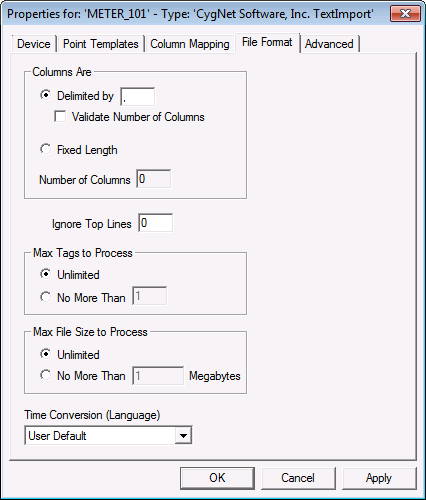 Properties for: 'METER_101' - Type: 'CygNet Software, Inc. TextImport'
Device Point Templates Column Mapping File Format Advanced
Columns Are
Delimited by ,
Validate Number of Columns
Fixed Length
Number of Columns 0
Ignore Top Lines 0
Max Tags to Process
Unlimited
No More Than 1
Max File Size to Process
Unlimited
No More Than 1 Megabytes
Time Conversion (Language)
User Default
OK Cancel Apply